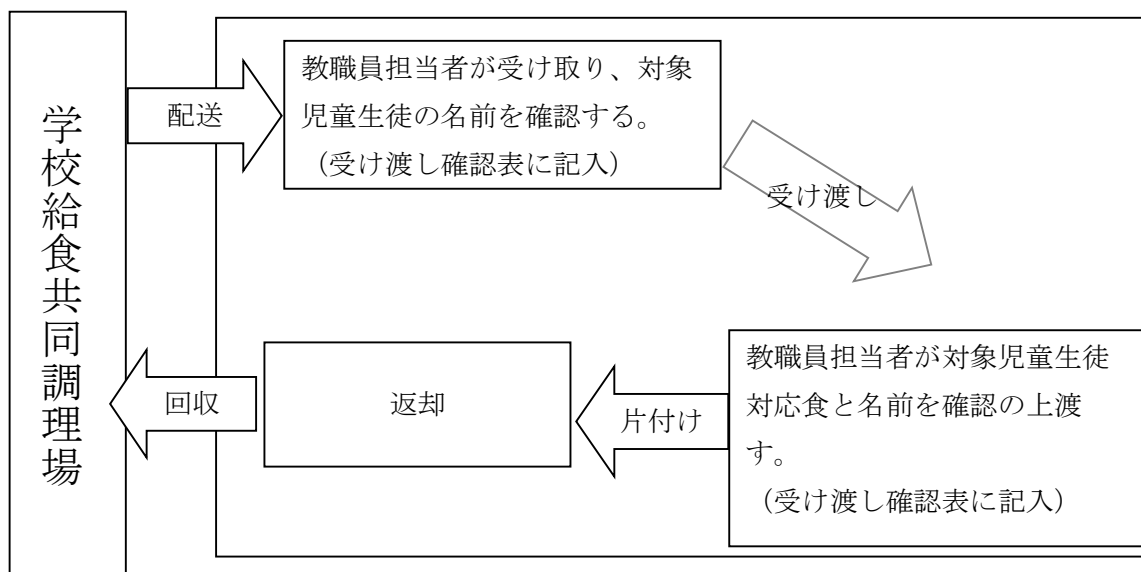 学校給食共同調理場
配送
教職員担当者が受け取り、対象
児童生徒の名前を確認する。
（受け渡し確認表に記入）
受け渡し
教職員担当者が対象児童生徒
対応食と名前を確認の上渡
す。
（受け渡し確認表に記入）
片付け
返却
回収